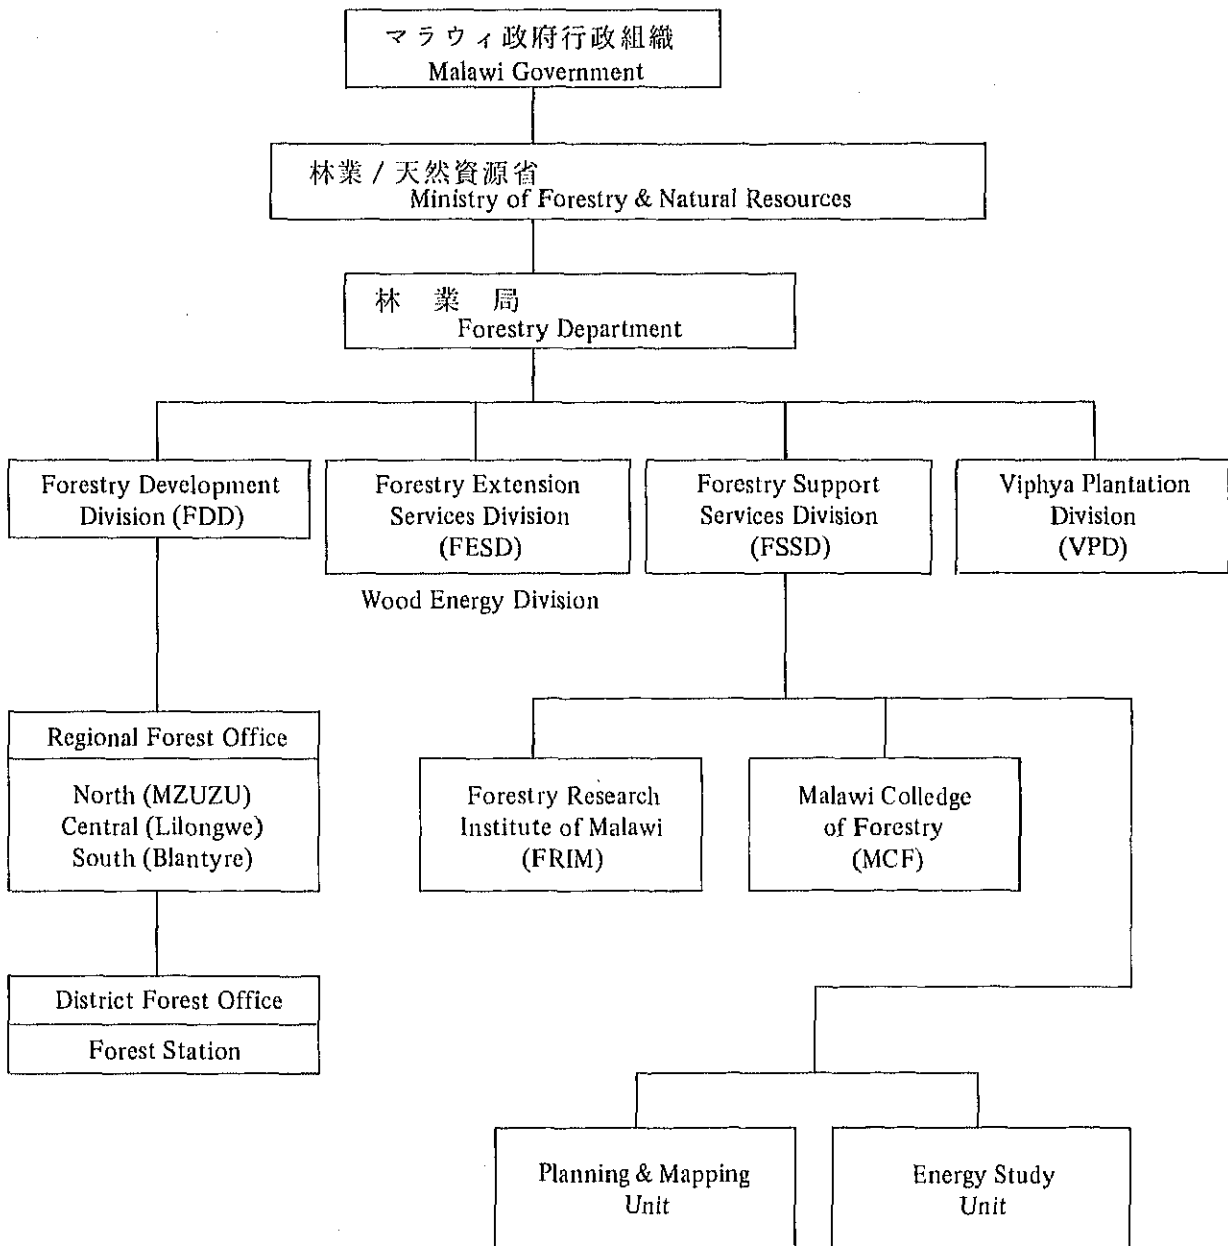 マラウィ政府行政組織
Malawi Government
林業 / 天然資源省
Ministry of Forestry & Natural Resources
林業局
Forestry Department
Forestry Development
Division (FDD)
Forestry Extension
Services Division
(FESD)
Forestry Support
Services Division
(FSSD)
Viphya Plantation
Division
(VPD)
Wood Energy Division
Regional Forest Office
North (MZUZU)
Central (Lilongwe)
South (Blantyre)
Forestry Research
Institute of Malawi
(FRIM)
Malawi Colledge
of Forestry
(MCF)
District Forest Office
Forest Station
Planning & Mapping
Unit
Energy Study
Unit